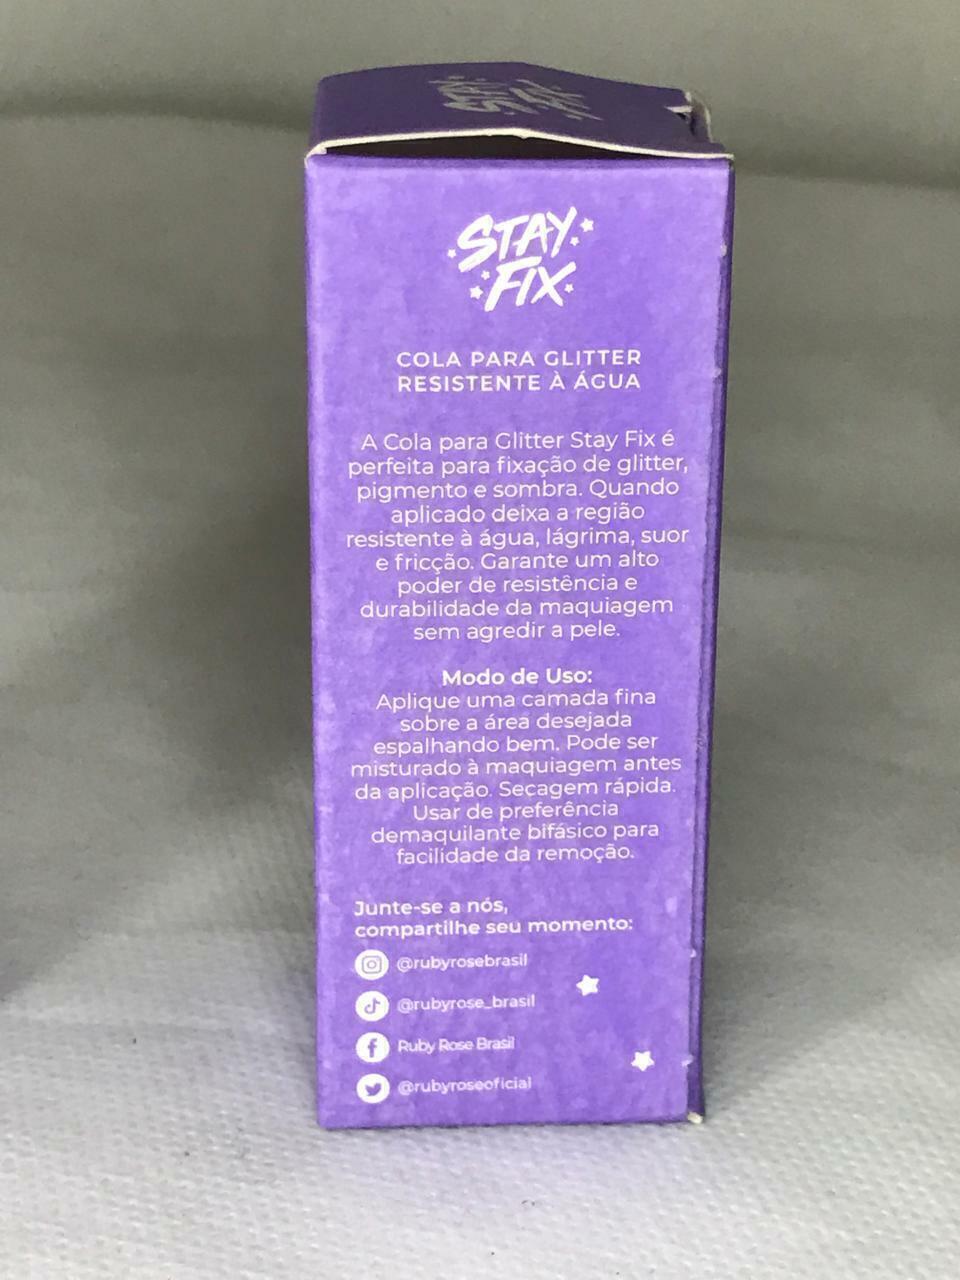 STAY
FIX
STAY
FIX
COLA PARA GLITTER
RESISTENTE À ÁGUA
A Cola para Glitter Stay Fix é
perfeita para fixação de glitter,
pigmento e sombra. Quando
aplicado deixa a região
resistente à água, lágrima, suor
e fricção. Garante um alto
poder de resistência e
durabilidade da maquiagem
sem agredir a pele.
Modo de Uso:
Aplique uma camada fina
sobre a área desejada
espalhando bem. Pode ser
misturado à maquiagem antes
da aplicação. Secagem rápida.
Usar de preferência
demaquilante bifásico para
facilidade da remoção.
Junte-se a nós,
compartilhe seu momento:
@rubyrosebrasil
@rubyrose_brasil
Ruby Rose Brasil
@rubyroseoficial